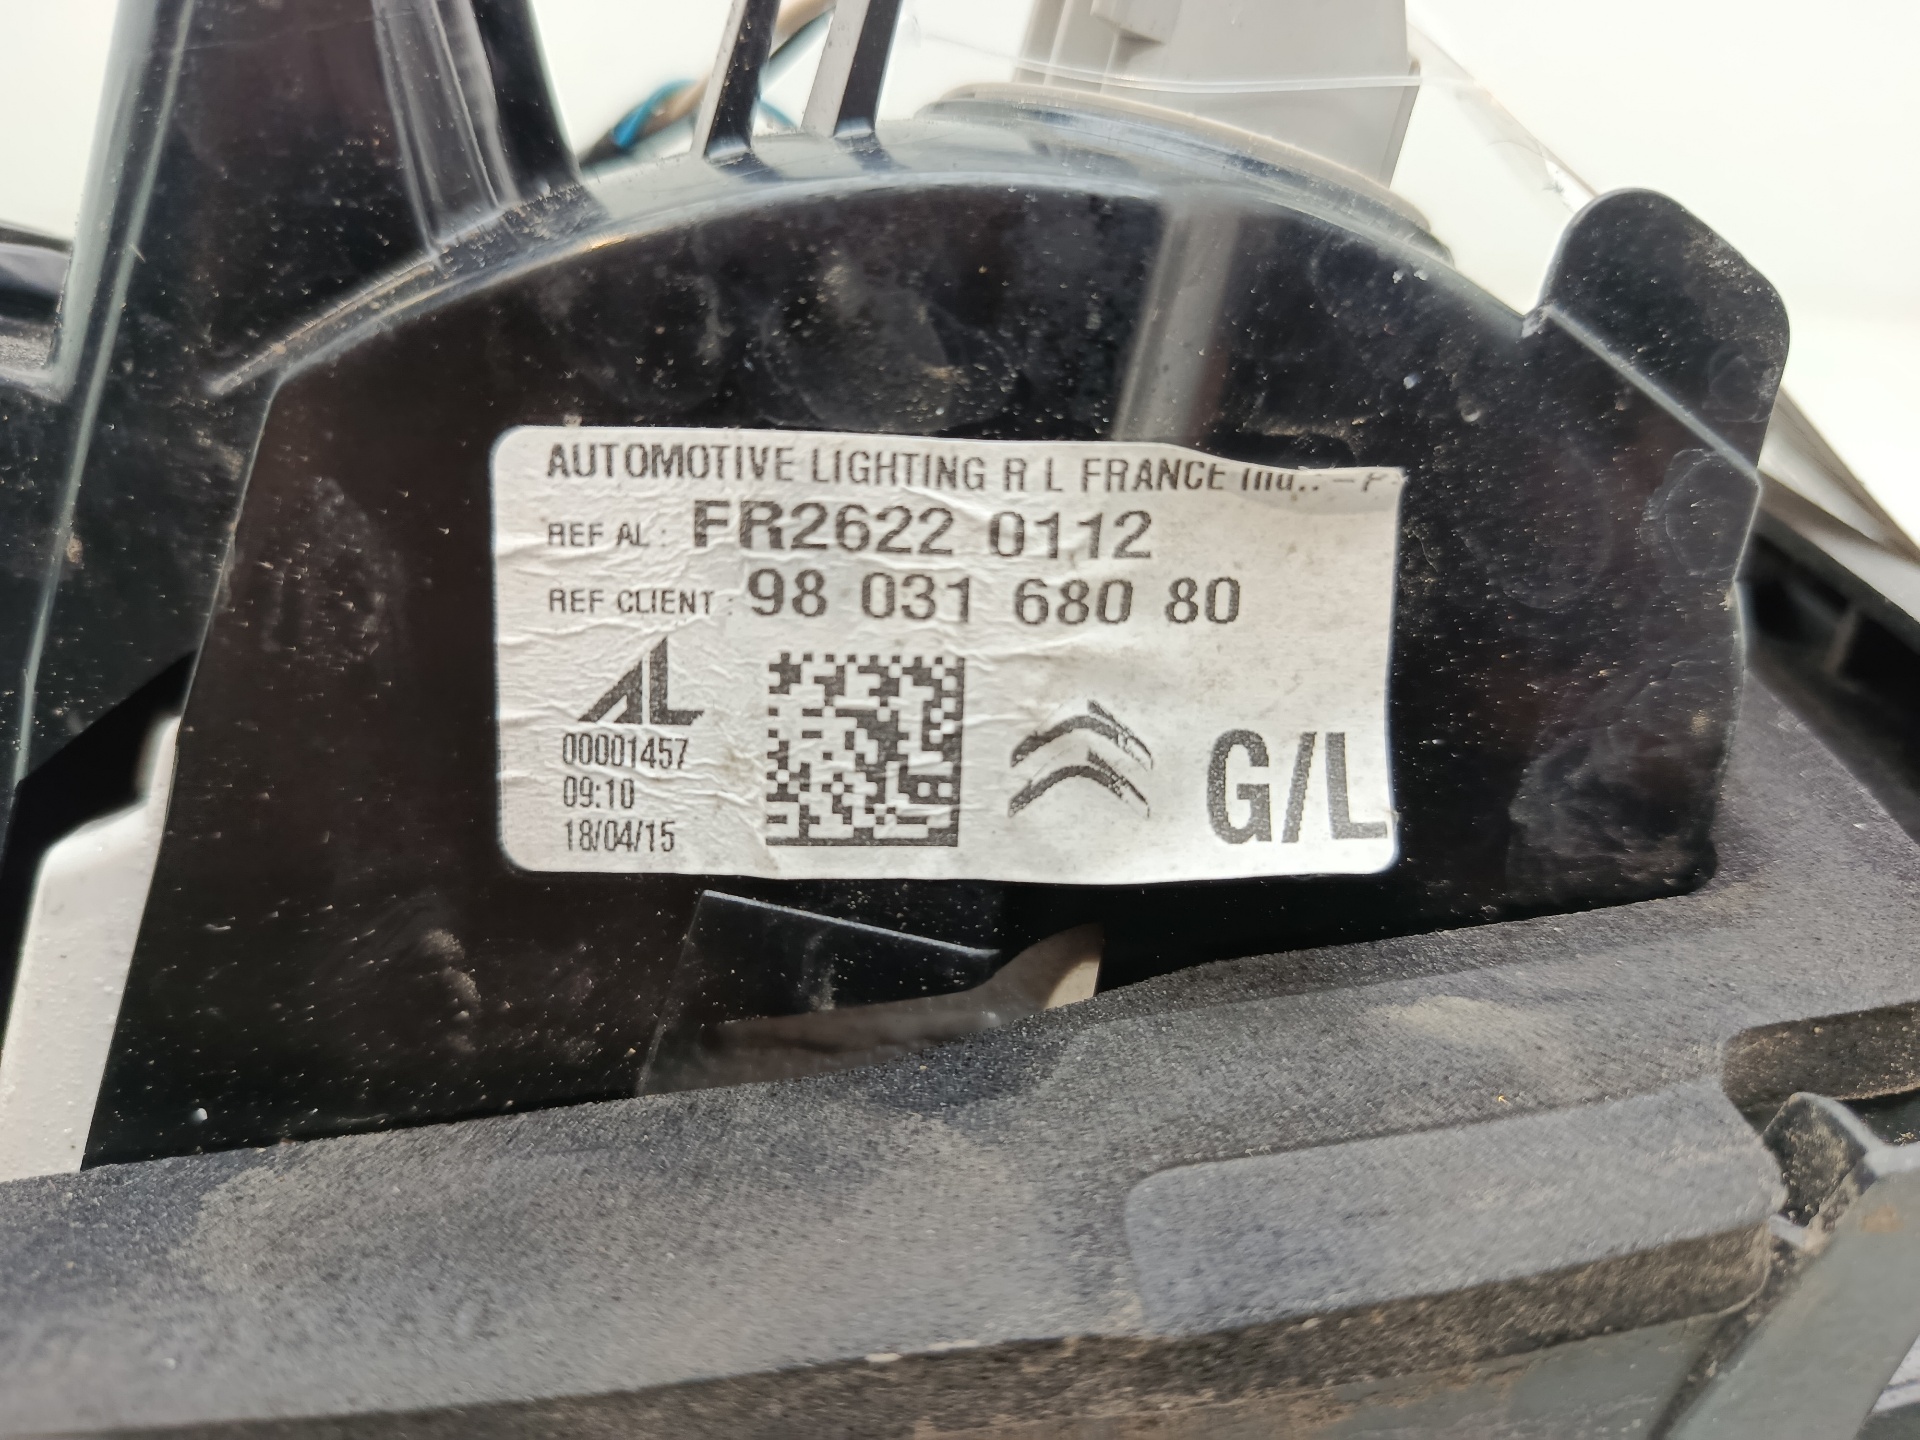 AUTOMOTIVE LIGHTING R L FRANCE
REF AL: FR2622 0112
REF CLIENT: 98 031 680 80
AL
00001457
09:10
18/04/15
G/L